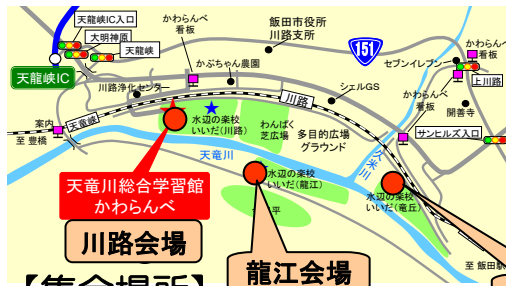 天龍峡IC入口
大明神原
天龍峡
天龍峡IC
かわらんべ
看板
飯田市役所
川路支所
151
セブンイレブン
かわらんべ
看板
上川路
かぶちゃん農園
川路浄化センター
シェルGS
かわらんべ
看板
開善寺
川路
案内
天竜峡
至 豊橋
水辺の楽校
いいだ(川路)
わんぱく
芝広場
多目的広場
グラウンド
サンヒルズ入口
久米川
天竜川
天竜川総合学習館
かわらんべ
水辺の楽校
いいだ(龍江)
水辺の楽校
いいだ(竜丘)
平
川路会場
龍江会場
至 飯田駅
【集合場所】